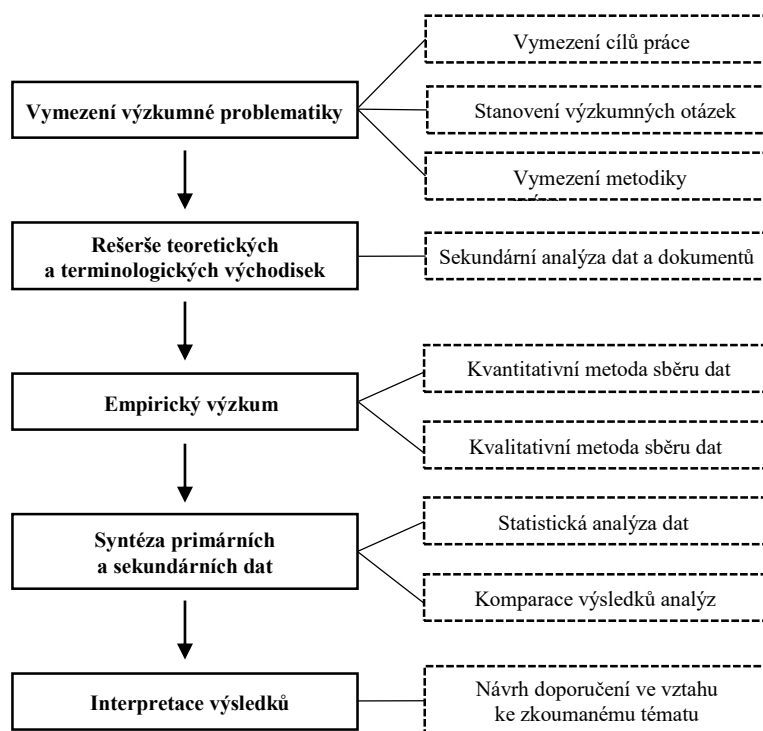 Vymezení cílů práce
Vymezení výzkumné problematiky
Stanovení výzkumných otázek
Vymezení metodiky
Rešerše teoretických
a terminologických východisek
Sekundární analýza dat a dokumentů
Empirický výzkum
Kvantitativní metoda sběru dat
Kvalitativní metoda sběru dat
Syntéza primárních
a sekundárních dat
Statistická analýza dat
Komparace výsledků analýz
Interpretace výsledků
Návrh doporučení ve vztahu
ke zkoumanému tématu